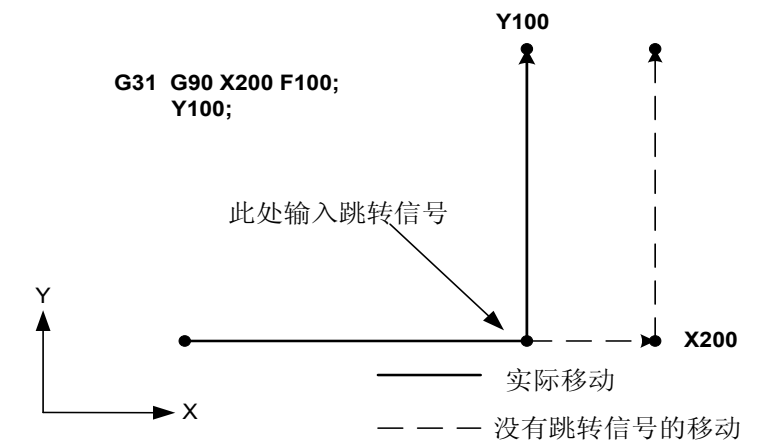 Y100
G31 G90 X200 F100;
Y100;
此处输入跳转信号
Y
X200
实际移动
X
没有跳转信号的移动